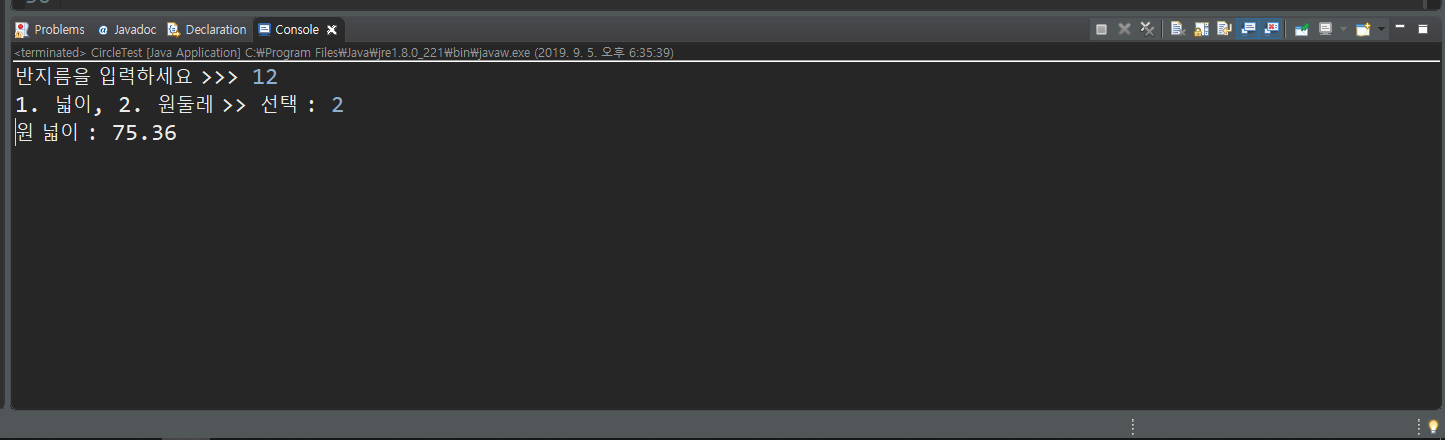 Problems Javadoc Declaration Console
<terminated> CircleTest [Java Application] C:₩Program Files₩Java₩jre1.8.0_221₩bin₩javaw.exe (2019. 9. 5. 오후 6:35:39)
반지름을 입력하세요 >>> 12
1. 넓이, 2. 원둘레 >> 선택 : 2
원 넓이 : 75.36